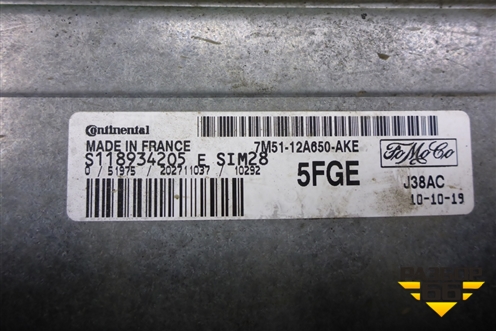 Continental
7M51-12A650-AKE
MADE IN FRANCE
S118934205 E SIM28
0 / 51975 / 202711037 / 10292
5FGE
FoMoCo
J38AC
10-10-19